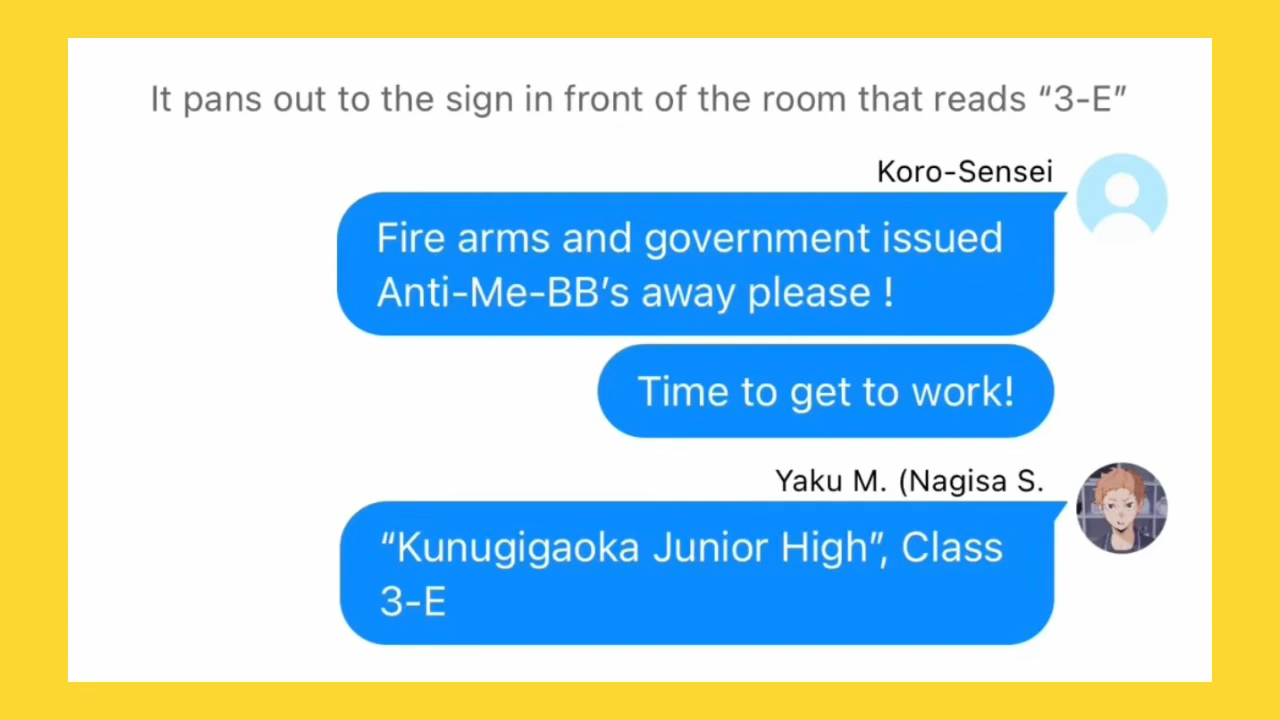 It pans out to the sign in front of the room that reads “3-E”
Koro-Sensei
Fire arms and government issued
Anti-Me-BB’s away please !
Time to get to work!
Yaku M. (Nagisa S.
“Kunugigaoka Junior High”, Class
3-E